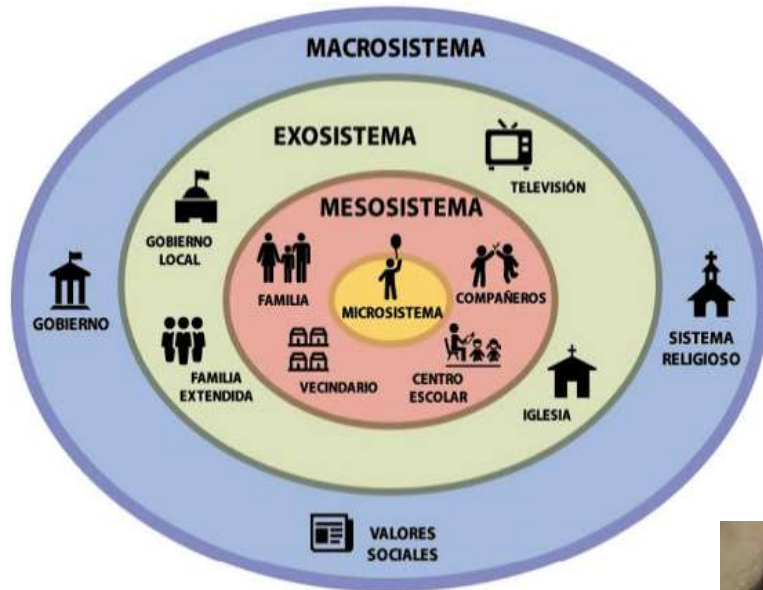 MACROSISTEMA
EXOSISTEMA
TELEVISIÓN
MESOSISTEMA
GOBIERNO
LOCAL
FAMILIA
COMPAÑEROS
MICROSISTEMA
GOBIERNO
SISTEMA
RELIGIOSO
FAMILIA
EXTENDIDA
VECINDARIO
CENTRO
ESCOLAR
IGLESIA
VALORES
SOCIALES